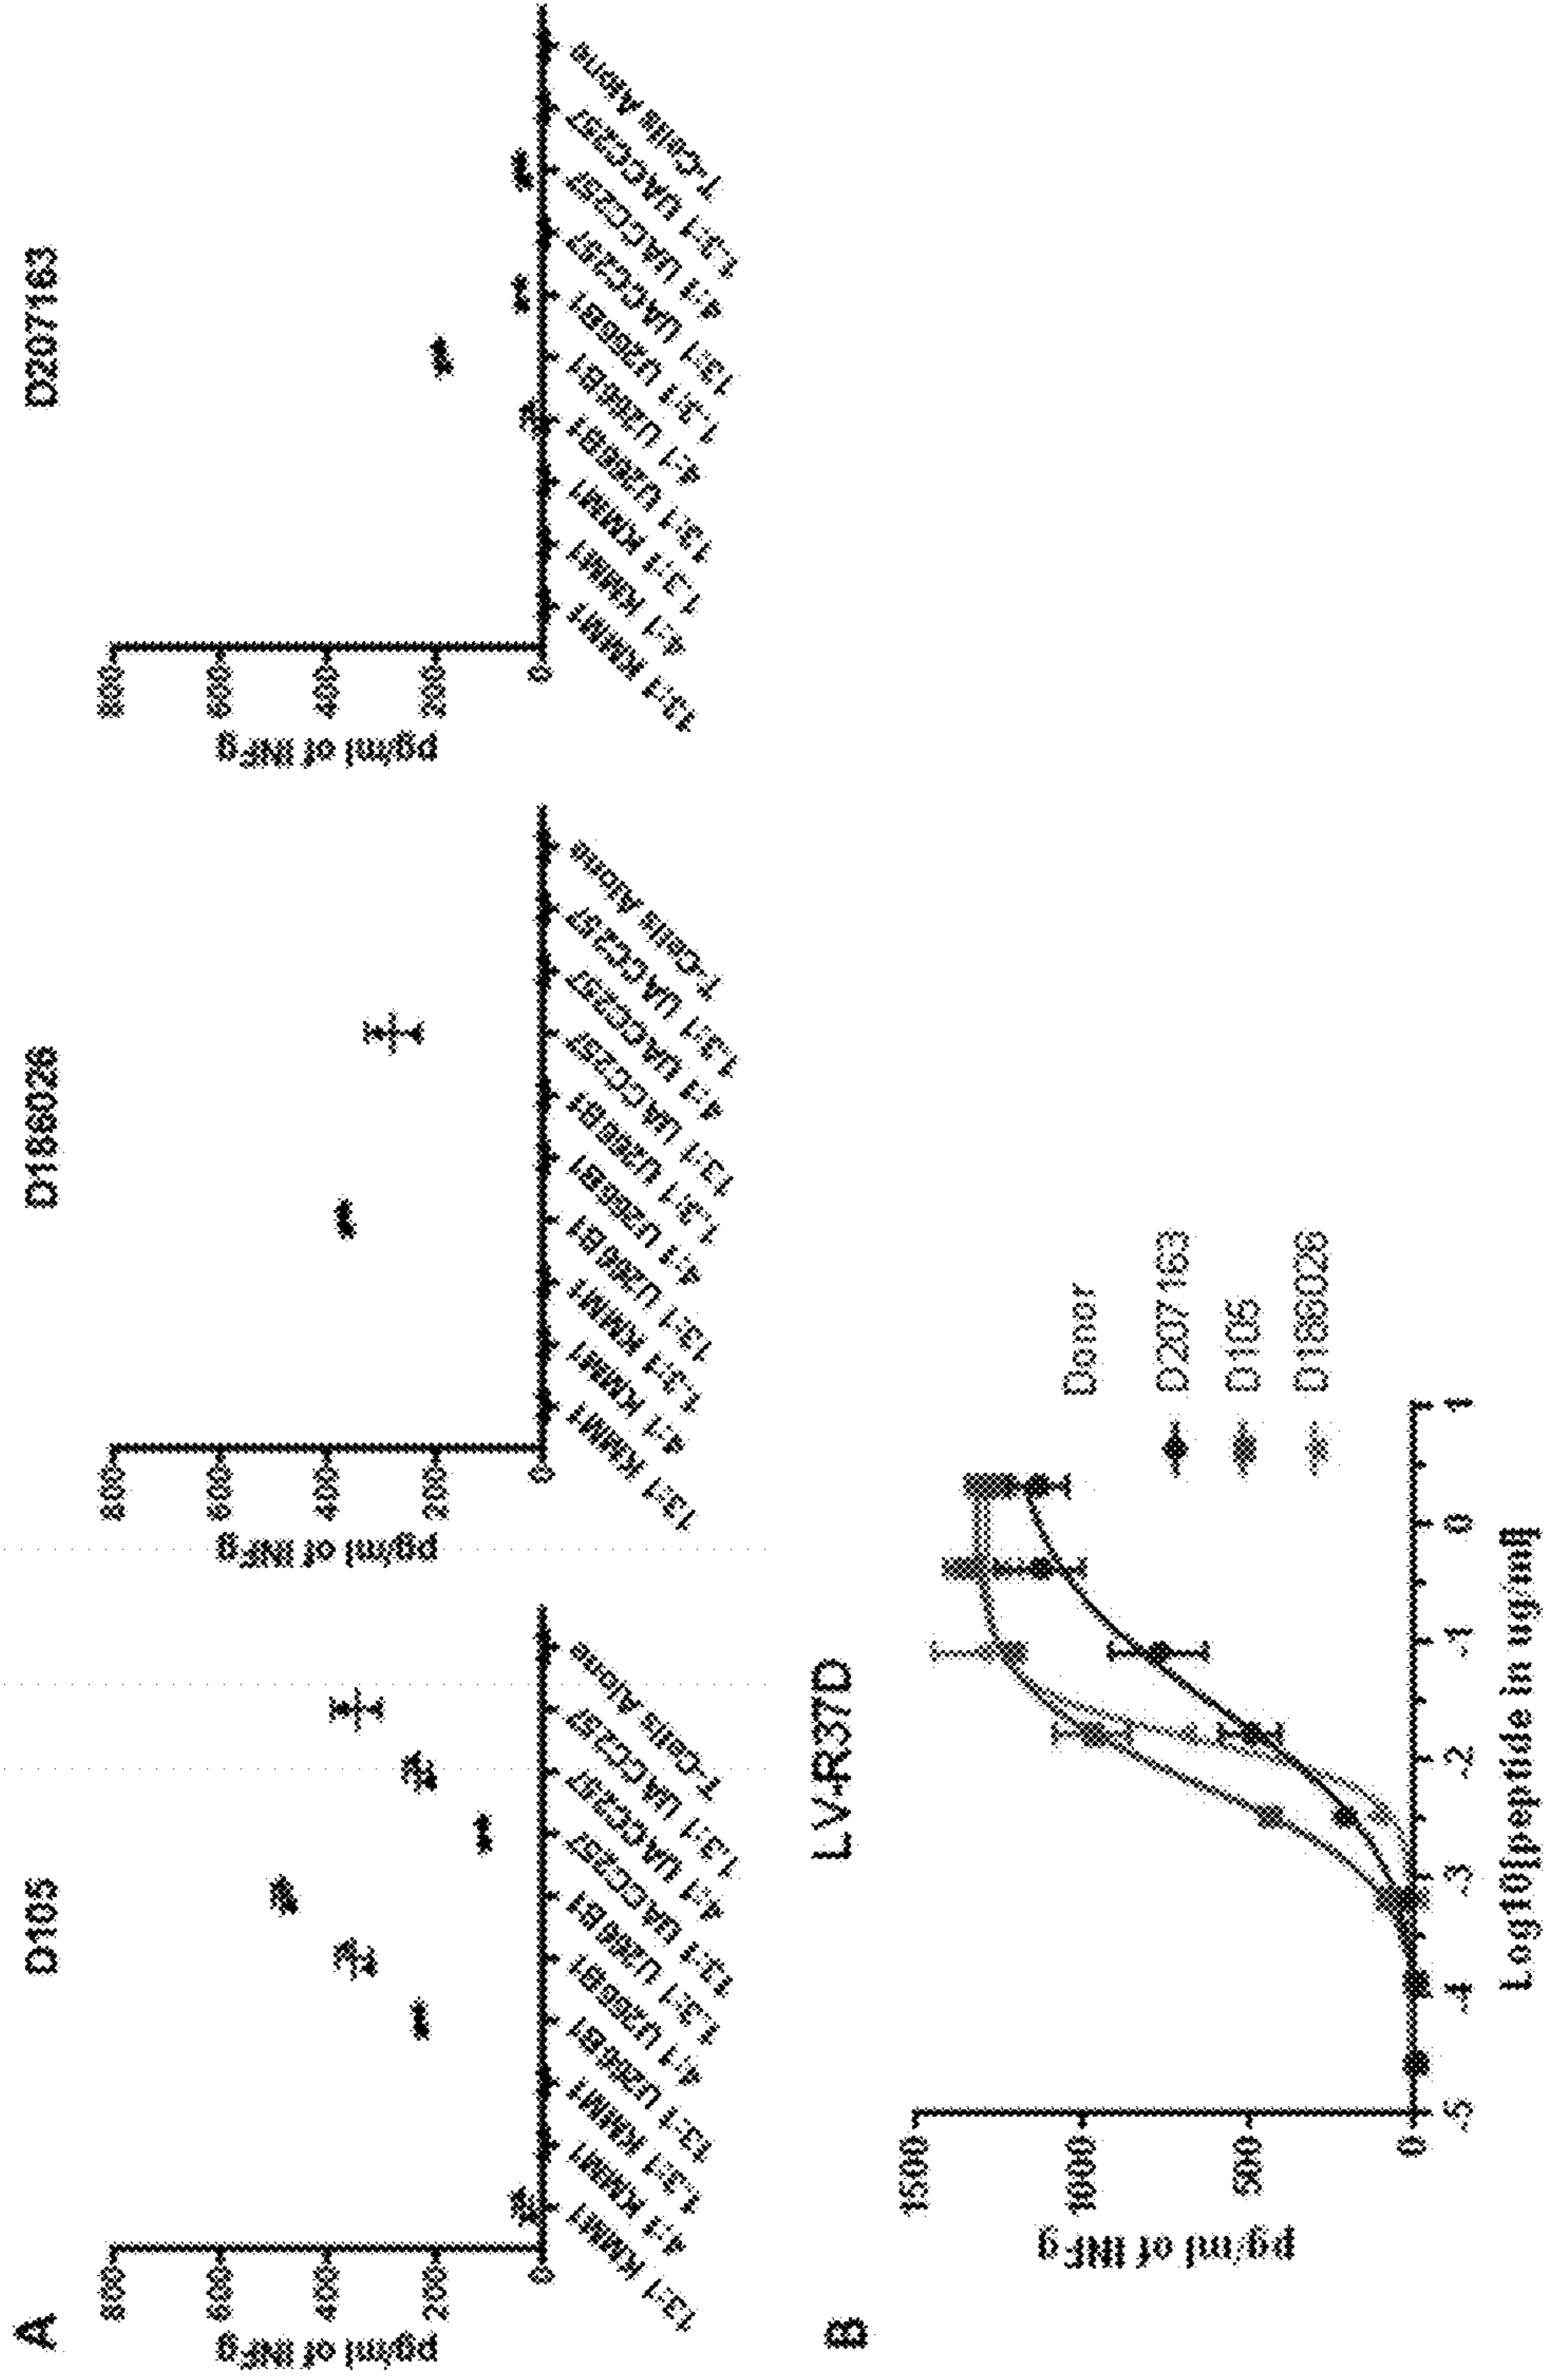 A
D105
pg/ml of INFg
800
600
400
200
0
13:1 KMM1
4:1 KMM1
1.3:1 KMM1
13:1 U266B1
4:1 U266B1
1.3:1 U266B1
13:1 UACC257
4:1 UACC257
1.3:1 UACC257
T-Cells Alone
D188026
pg/ml of INFg
800
600
400
200
0
13:1 KMM1
4:1 KMM1
1.3:1 KMM1
13:1 U266B1
4:1 U266B1
1.3:1 U266B1
13:1 UACC257
4:1 UACC257
1.3:1 UACC257
T-Cells Alone
D207163
pg/ml of INFg
800
600
400
200
0
13:1 KMM1
4:1 KMM1
1.3:1 KMM1
13:1 U266B1
4:1 U266B1
1.3:1 U266B1
13:1 UACC257
4:1 UACC257
1.3:1 UACC257
T-Cells Alone
B
LV-R37D
pg/ml of INFg
1500
1000
500
0
-5 -4 -3 -2 -1 0 1
Log10[peptide in ug/ml]
Donor
D207163
D105
D188026